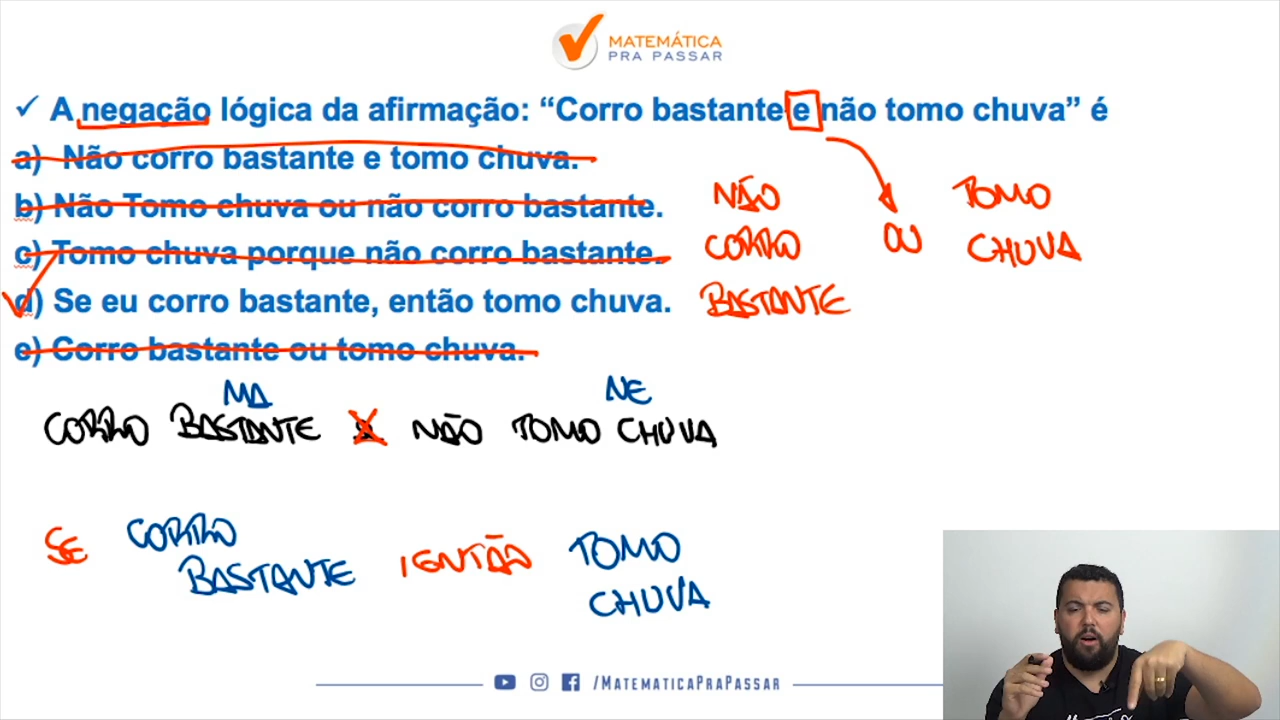 MATEMÁTICA
PRA PASSAR
✓ A negação lógica da afirmação: “Corro bastante e não tomo chuva” é
a) Não corro bastante e tomo chuva.
b) Não Tomo chuva ou não corro bastante.
c) Tomo chuva porque não corro bastante.
d) Se eu corro bastante, então tomo chuva.
e) Corro bastante ou tomo chuva.
NÃO
CORRO
BASTANTE
OU
TOMO
CHUVA
MA
NE
CORRO BASTANTE NÃO TOMO CHUVA
SE CORRO BASTANTE , ENTÃO TOMO CHUVA
/MATEMATICAPRAPASSAR